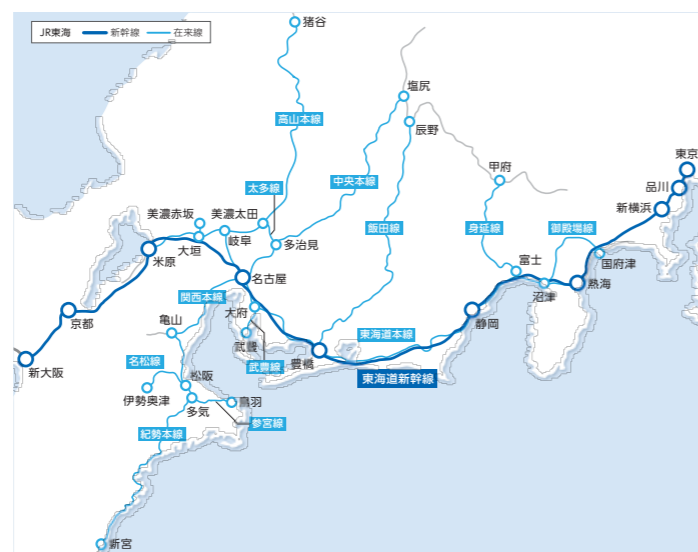 JR東海 新幹線 在来線
猪谷
塩尻
高山本線
辰野
東京
甲府
品川
太多線
中央本線
新横浜
美濃赤坂
美濃太田
飯田線
身延線
御殿場線
大垣
岐阜
多治見
米原
国府津
富士
名古屋
熱海
関西本線
沼津
大府
京都
亀山
静岡
武豊
東海道本線
名松線
武豊線
豊橋
新大阪
東海道新幹線
松阪
伊勢奥津
多気
鳥羽
参宮線
紀勢本線
新宮